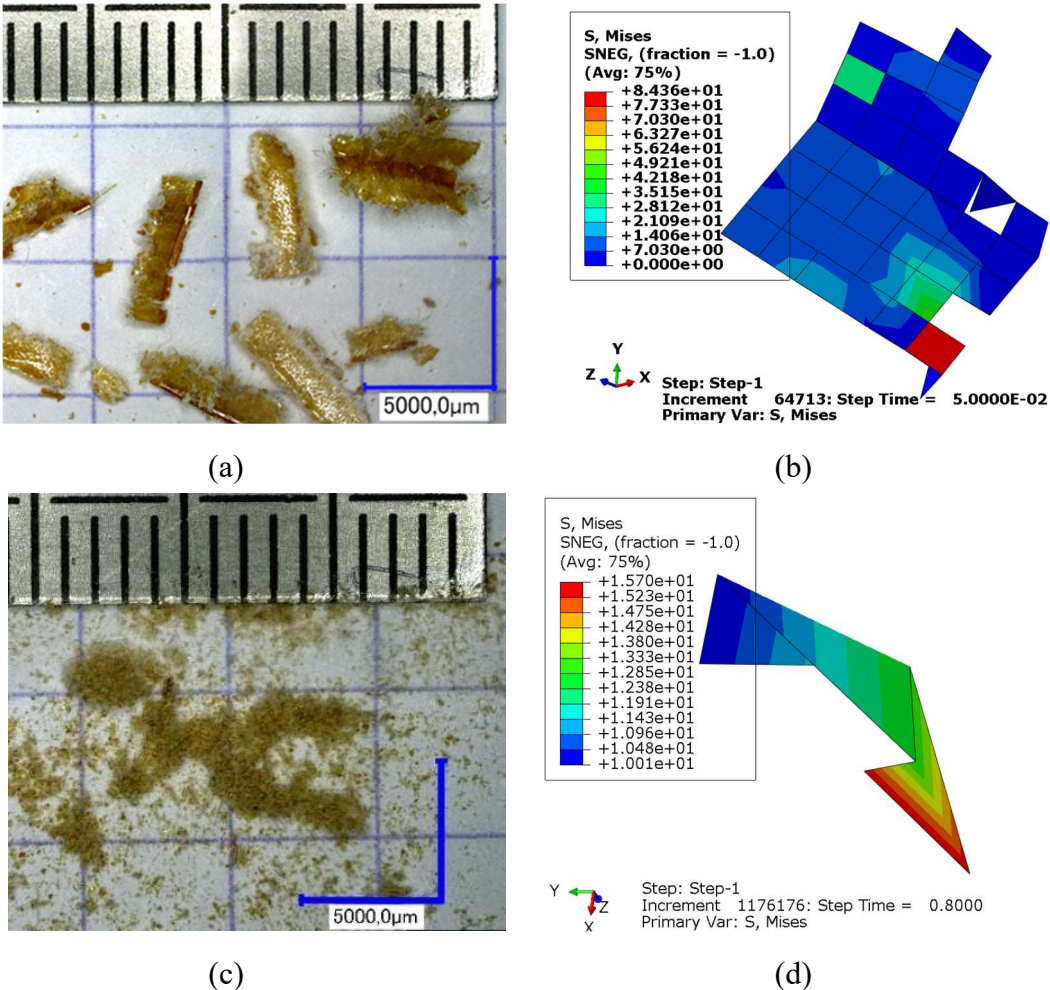 5000,0µm
S, Mises
SNEG, (fraction = -1.0)
(Avg: 75%)
+8.436e+01
+7.733e+01
+7.030e+01
+6.327e+01
+5.624e+01
+4.921e+01
+4.218e+01
+3.515e+01
+2.812e+01
+2.109e+01
+1.406e+01
+7.030e+00
+0.000e+00
Y
Z X
Step: Step-1
Increment 64713: Step Time = 5.0000E-02
Primary Var: S, Mises
(a)
(b)
5000,0µm
S, Mises
SNEG, (fraction = -1.0)
(Avg: 75%)
+1.570e+01
+1.523e+01
+1.475e+01
+1.428e+01
+1.380e+01
+1.333e+01
+1.285e+01
+1.238e+01
+1.191e+01
+1.143e+01
+1.096e+01
+1.048e+01
+1.001e+01
Y
Z
X
Step: Step-1
Increment 1176176: Step Time = 0.8000
Primary Var: S, Mises
(c)
(d)